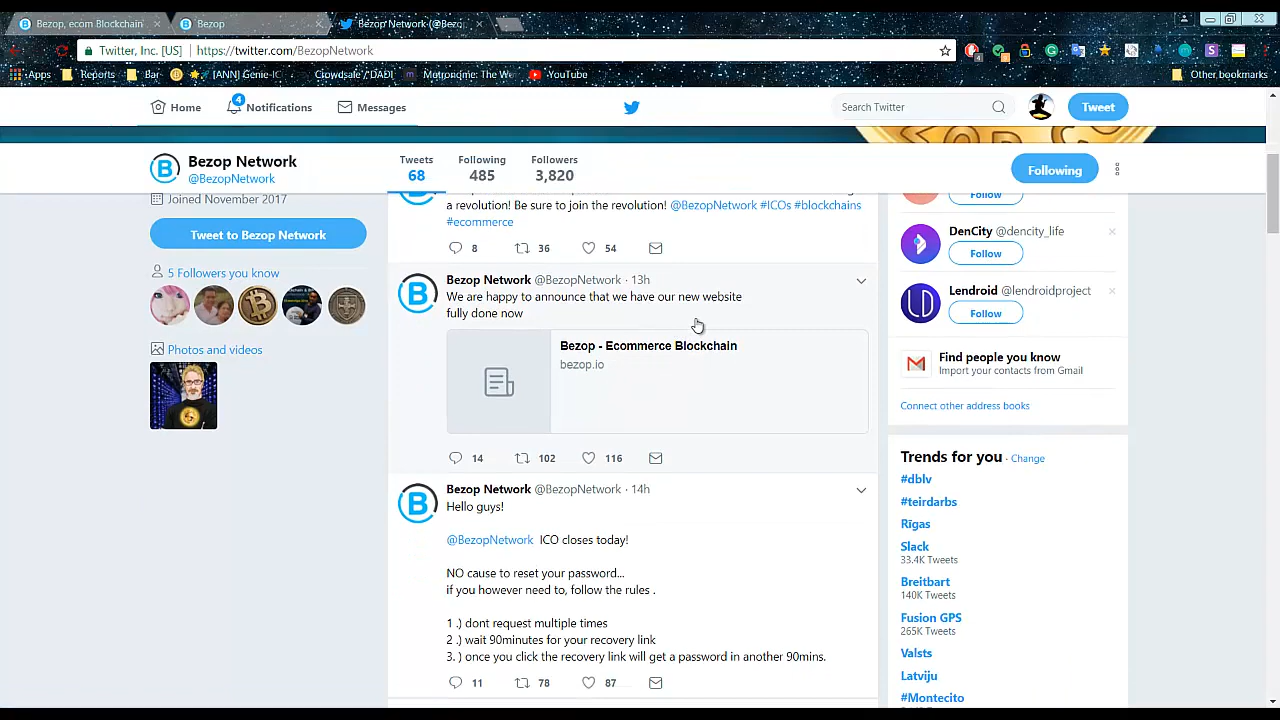 Bezop, ecom Blockchain
Bezop
Bezop Network (@Bezo
Twitter, Inc. [US] https://twitter.com/BezopNetwork
Apps Reports Bar [ANN] Genie-IC Crowdsale / DADI Metronome: The W YouTube Other bookmarks
Home Notifications 4 Messages Search Twitter Tweet
Bezop Network
@BezopNetwork
Tweets 68
Following 485
Followers 3,820
Following
Joined November 2017
Tweet to Bezop Network
5 Followers you know
Photos and videos
a revolution! Be sure to join the revolution! @BezopNetwork #ICOs #blockchains
#ecommerce
8 36 54
Bezop Network @BezopNetwork · 13h
We are happy to announce that we have our new website
fully done now
Bezop - Ecommerce Blockchain
bezop.io
14 102 116
Bezop Network @BezopNetwork · 14h
Hello guys!
@BezopNetwork ICO closes today!
NO cause to reset your password...
if you however need to, follow the rules .
1 .) dont request multiple times
2 .) wait 90minutes for your recovery link
3. ) once you click the recovery link will get a password in another 90mins.
11 78 87
Follow
DenCity @dencity_life
Follow
Lendroid @lendroidproject
Follow
Find people you know
Import your contacts from Gmail
Connect other address books
Trends for you · Change
#dblv
#teirdarbs
Rīgas
Slack
33.4K Tweets
Breitbart
140K Tweets
Fusion GPS
265K Tweets
Valsts
Latviju
#Montecito